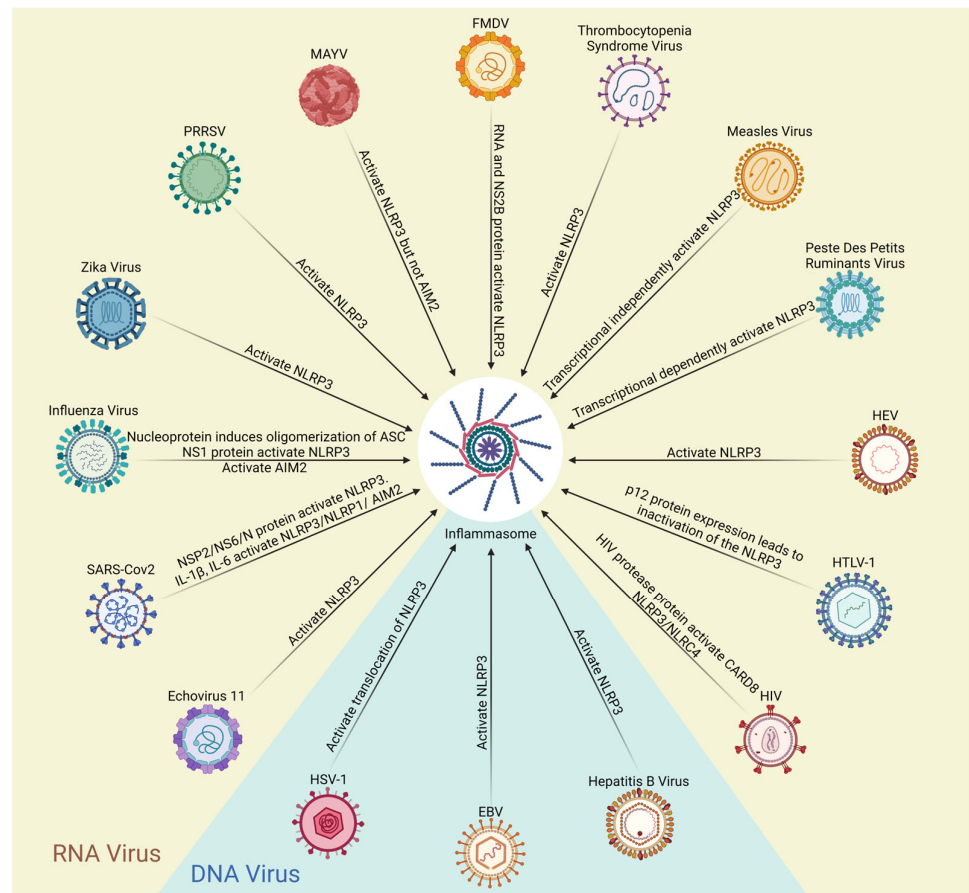 FMDV
Thrombocytopenia
Syndrome Virus
MAYV
PRRSV
Measles Virus
Zika Virus
Peste Des Petits
Ruminants Virus
Activate NLRP3 but not AIM2
RNA and NS2B protein activate NLRP3
Activate NLRP3
Transcriptional independently activate NLRP3
Activate NLRP3
Transcriptional dependently activate NLRP3
Activate NLRP3
Influenza Virus
Nucleoprotein induces oligomerization of ASC
NS1 protein activate NLRP3
Activate AIM2
HEV
Activate NLRP3
SARS-Cov2
NSP2/NS6/N protein activate NLRP3.
IL-1β, IL-6 activate NLRP3/NLRP1/ AIM2
Inflammasome
p12 protein expression leads to
inactivation of the NLRP3
HTLV-1
Echovirus 11
Activate NLRP3
HIV protease protein activate CARD8
NLRP3/NLRC4
HIV
Activate translocation of NLRP3
Activate NLRP3
Activate NLRP3
HSV-1
EBV
Hepatitis B Virus
RNA Virus
DNA Virus